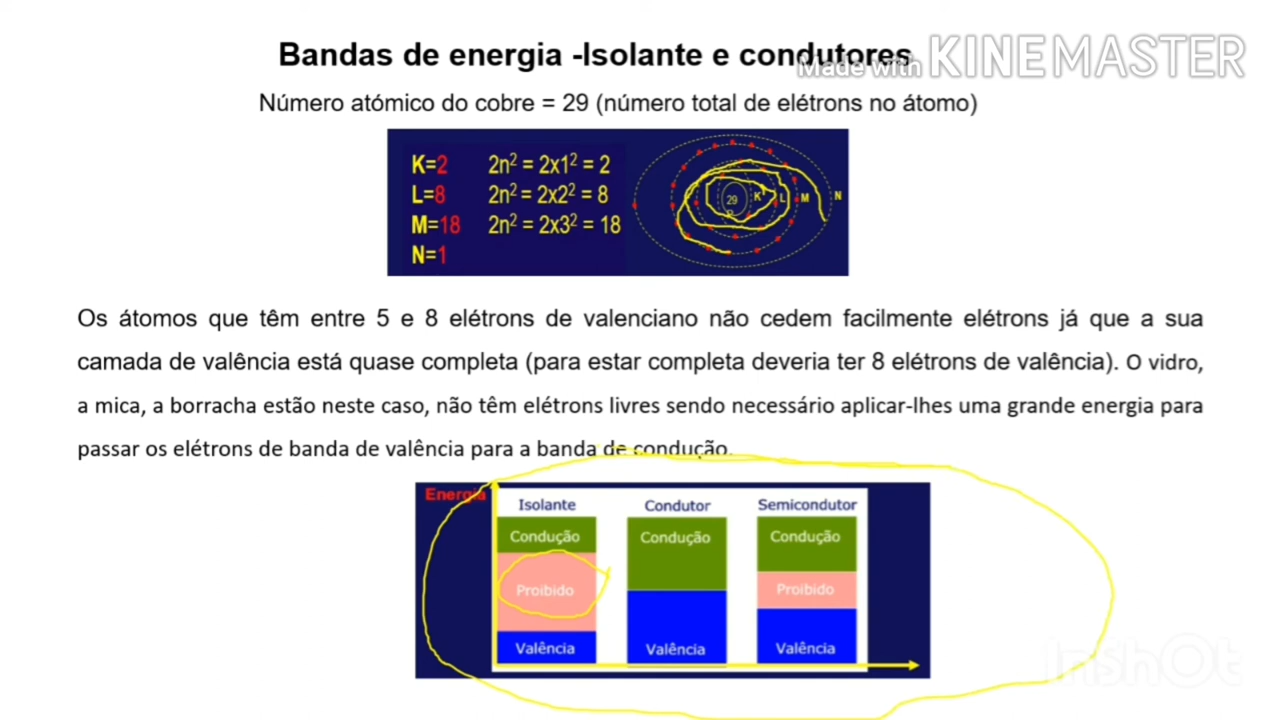 Bandas de energia -Isolante e condutores
Made with KINEMASTER
Número atómico do cobre = 29 (número total de elétrons no átomo)
K=2 2n² = 2x1² = 2
L=8 2n² = 2x2² = 8
M=18 2n² = 2x3² = 18
N=1
29 K L M N
P
Os átomos que têm entre 5 e 8 elétrons de valenciano não cedem facilmente elétrons já que a sua
camada de valência está quase completa (para estar completa deveria ter 8 elétrons de valência). O vidro,
a mica, a borracha estão neste caso, não têm elétrons livres sendo necessário aplicar-lhes uma grande energia para
passar os elétrons de banda de valência para a banda de condução.
Energia
Isolante Condutor Semicondutor
Condução Condução Condução
Proibido Proibido
Valência Valência Valência
InshOt